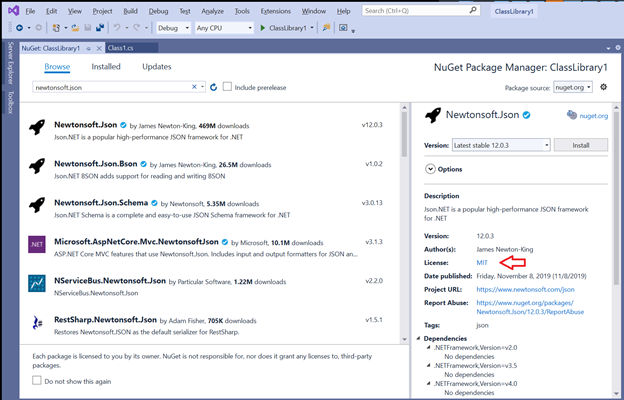 File Edit View Project Build Debug Test Analyze Tools Extensions Window Help Search (Ctrl+Q) ClassLibrary1
Debug Any CPU ClassLibrary1
Server Explorer
Toolbox
NuGet: ClassLibrary1 Class1.cs
Browse Installed Updates
NuGet Package Manager: ClassLibrary1
newtonsoft.json
Include prerelease
Package source: nuget.org
Newtonsoft.Json by James Newton-King, 469M downloads v12.0.3
Json.NET is a popular high-performance JSON framework for .NET
Newtonsoft.Json.Bson by James Newton-King, 26.5M downloads v1.0.2
Json.NET BSON adds support for reading and writing BSON
Newtonsoft.Json.Schema by Newtonsoft, 5.35M downloads v3.0.13
Json.NET Schema is a complete and easy-to-use JSON Schema framework for .NET
.NET
Microsoft.AspNetCore.Mvc.NewtonsoftJson by Microsoft, 10.1M downloads v3.1.3
ASP.NET Core MVC features that use Newtonsoft.Json. Includes input and output formatters for JSON an...
NServiceBus.Newtonsoft.Json by Particular Software, 1.22M downloads v2.2.0
NServiceBus.Newtonsoft.Json
RestSharp.Newtonsoft.Json by Adam Fisher, 705K downloads v1.5.1
Restores Newtonsoft.JSON as the default serializer for RestSharp.
Each package is licensed to you by its owner. NuGet is not responsible for, nor does it grant any licenses to, third-party
packages.
Do not show this again
Newtonsoft.Json nuget.org
Version: Latest stable 12.0.3 Install
Options
Description
Json.NET is a popular high-performance JSON framework
for .NET
Version: 12.0.3
Author(s): James Newton-King
License: MIT
Date published: Friday, November 8, 2019 (11/8/2019)
Project URL: https://www.newtonsoft.com/json
Report Abuse: https://www.nuget.org/packages/
Newtonsoft.Json/12.0.3/ReportAbuse
Tags: json
Dependencies
.NETFramework,Version=v2.0
No dependencies
.NETFramework,Version=v3.5
No dependencies
.NETFramework,Version=v4.0
No dependencies